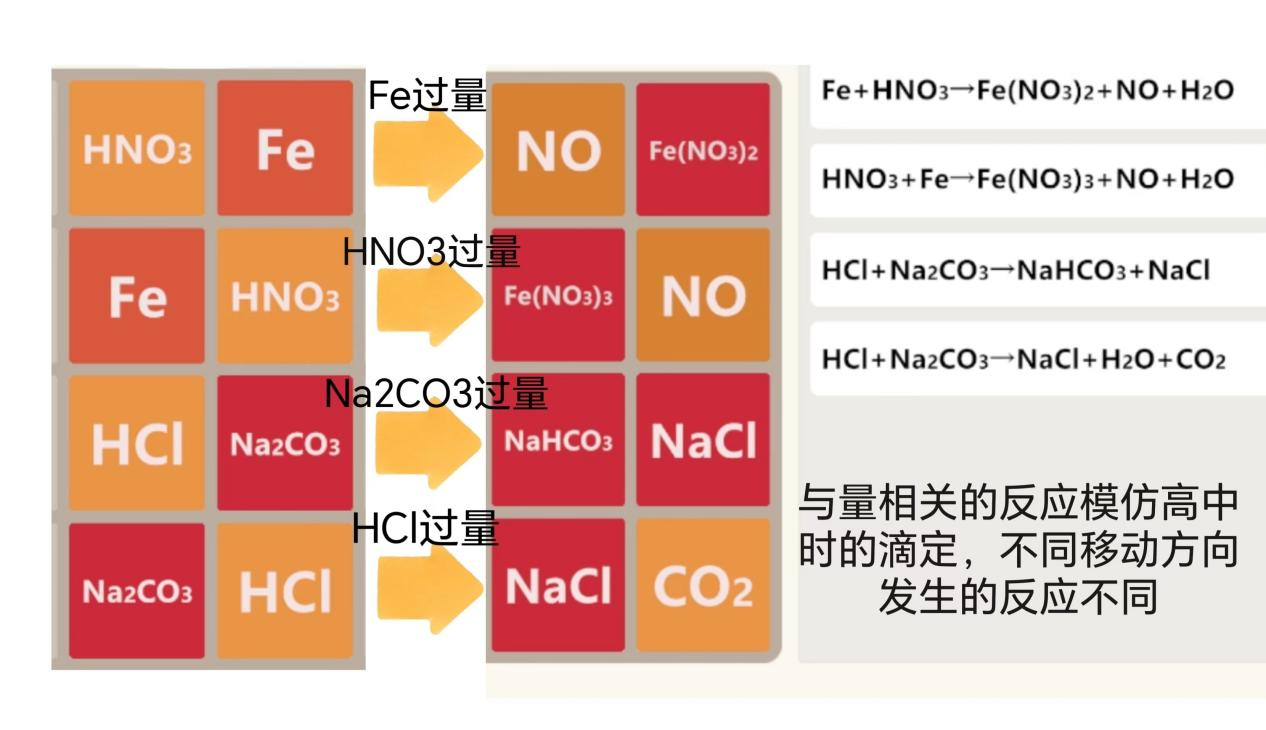 Fe过量
HNO3 Fe NO Fe(NO3)2
HNO3过量
Fe HNO3 Fe(NO3)3 NO
Na2CO3过量
HCl Na2CO3 NaHCO3 NaCl
HCl过量
Na2CO3 HCl NaCl CO2
Fe+HNO3→Fe(NO3)2+NO+H2O
HNO3+Fe→Fe(NO3)3+NO+H2O
HCl+Na2CO3→NaHCO3+NaCl
HCl+Na2CO3→NaCl+H2O+CO2
与量相关的反应模仿高中
时的滴定，不同移动方向
发生的反应不同